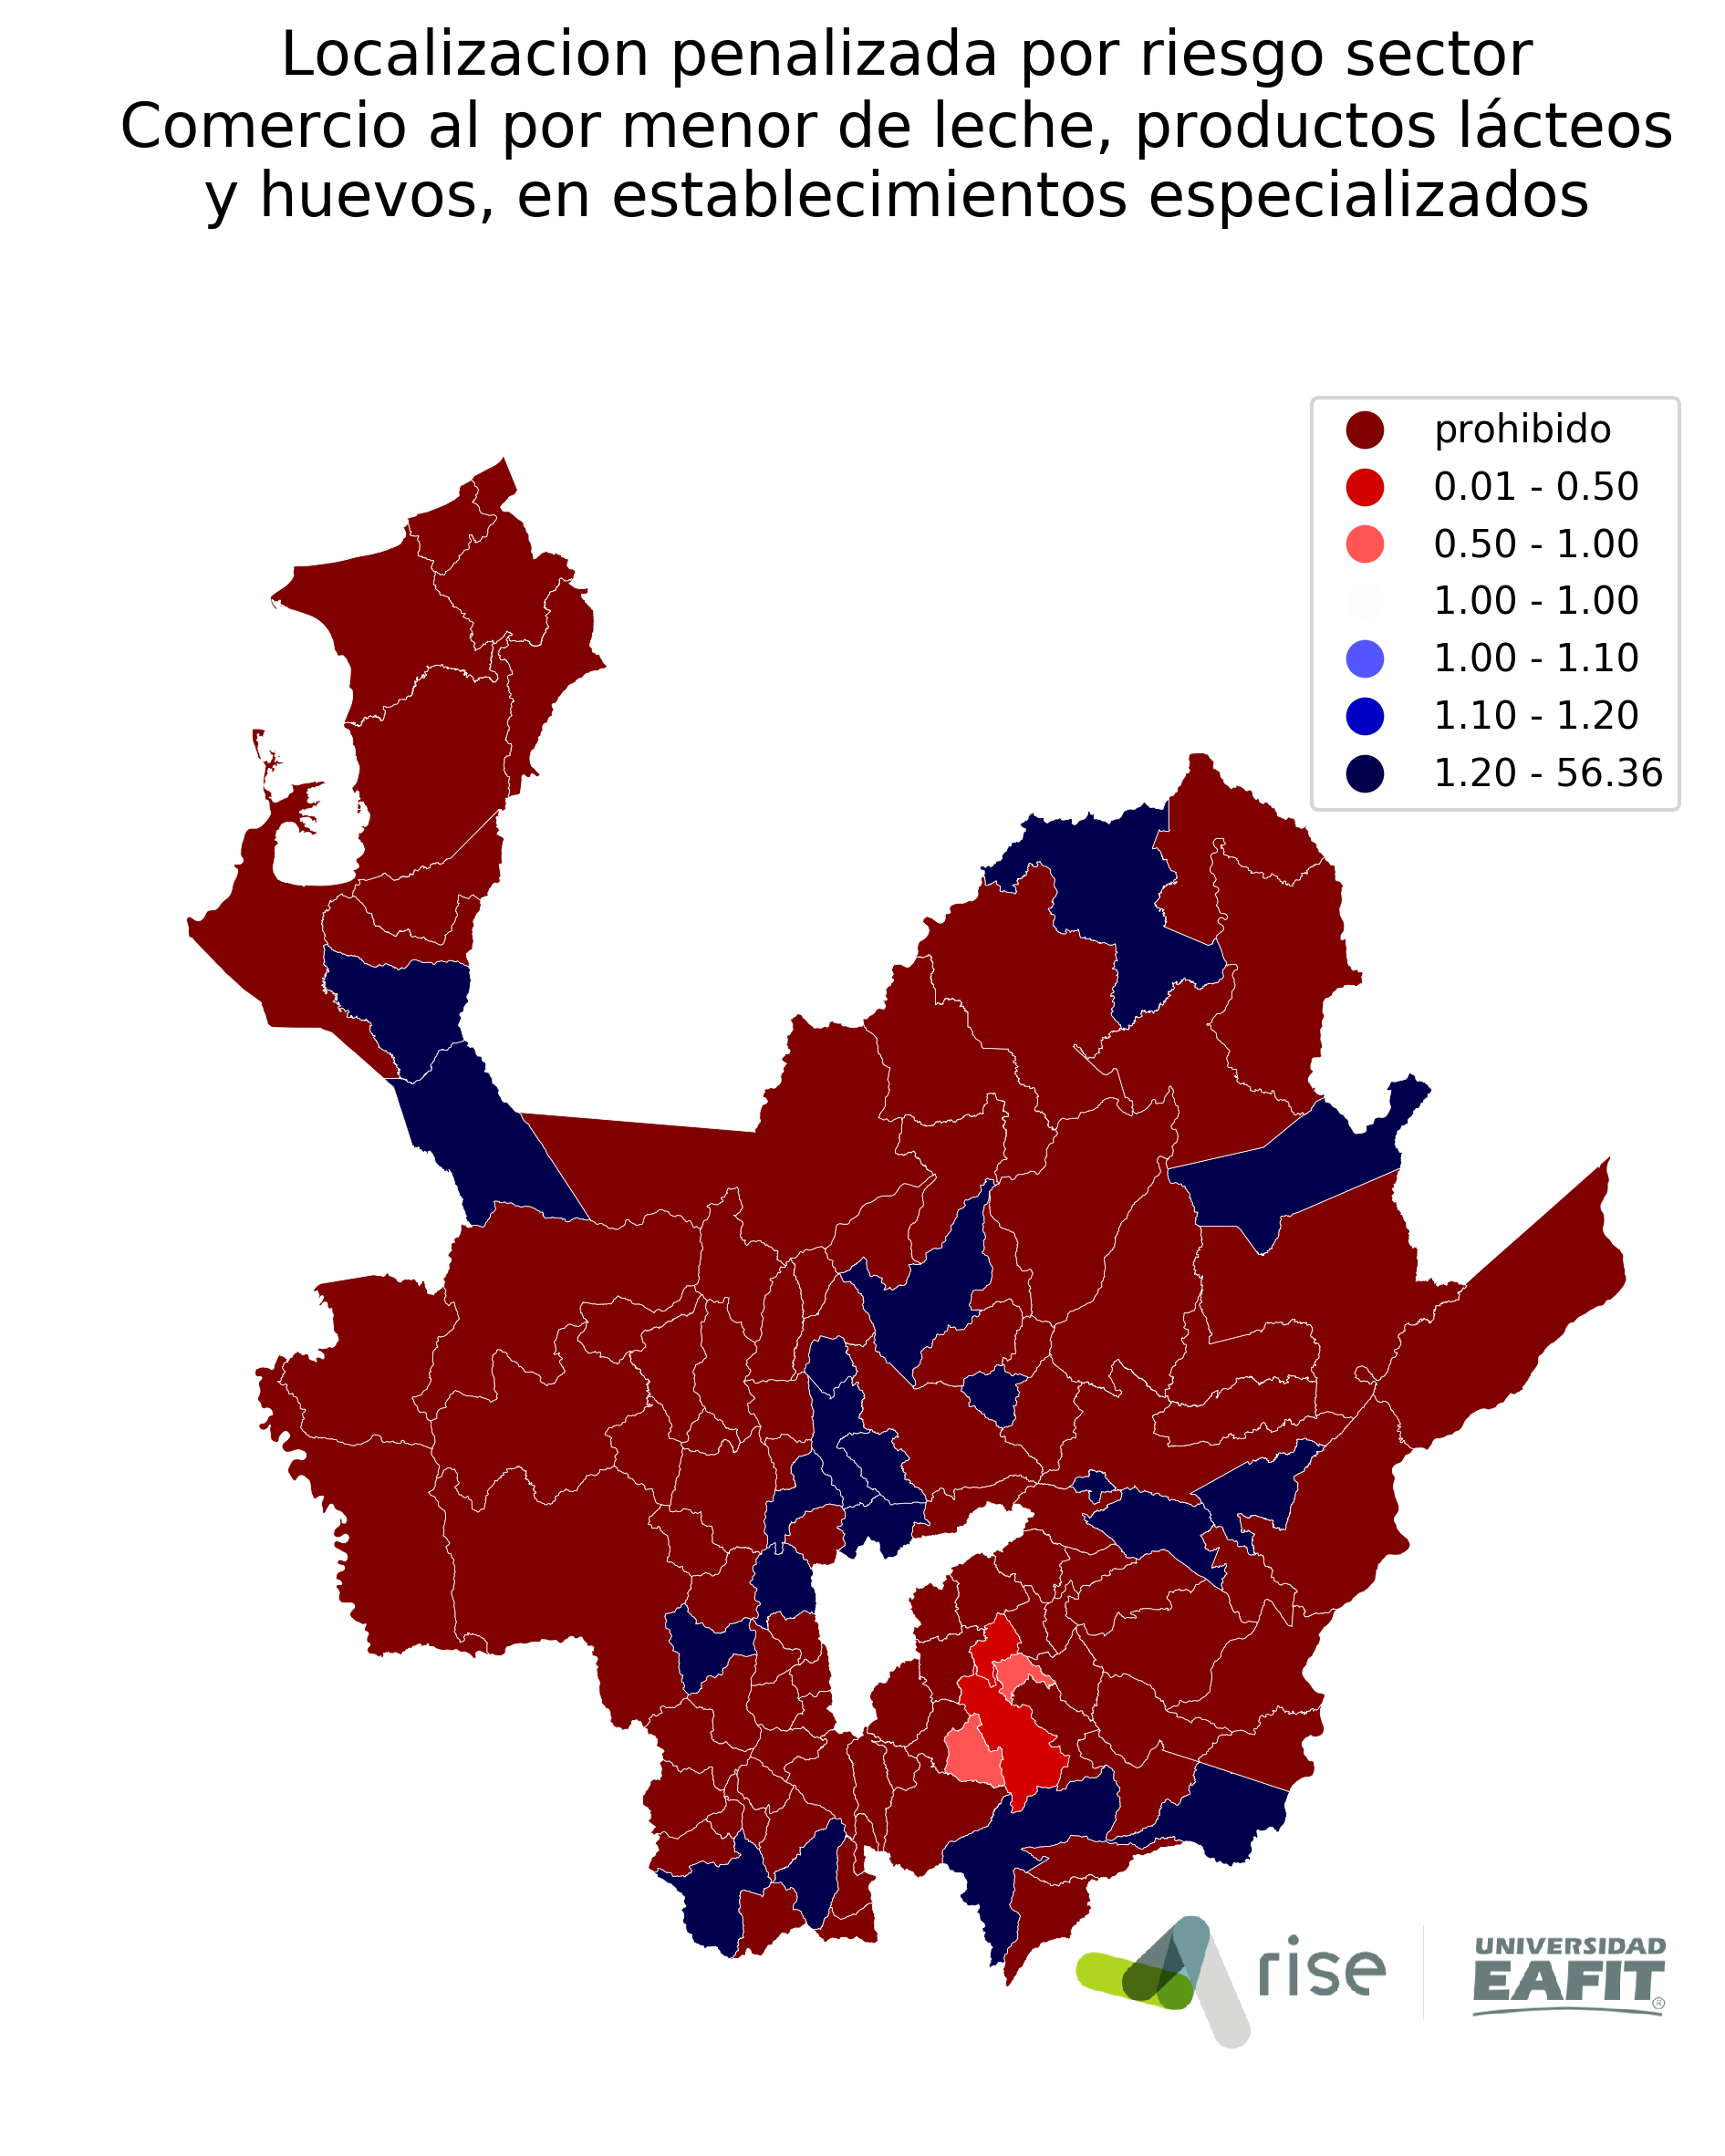 Localizacion penalizada por riesgo sector
Comercio al por menor de leche, productos lácteos
y huevos, en establecimientos especializados
prohibido
0.01 - 0.50
0.50 - 1.00
1.00 - 1.00
1.00 - 1.10
1.10 - 1.20
1.20 - 56.36
rise
UNIVERSIDAD
EAFIT
®